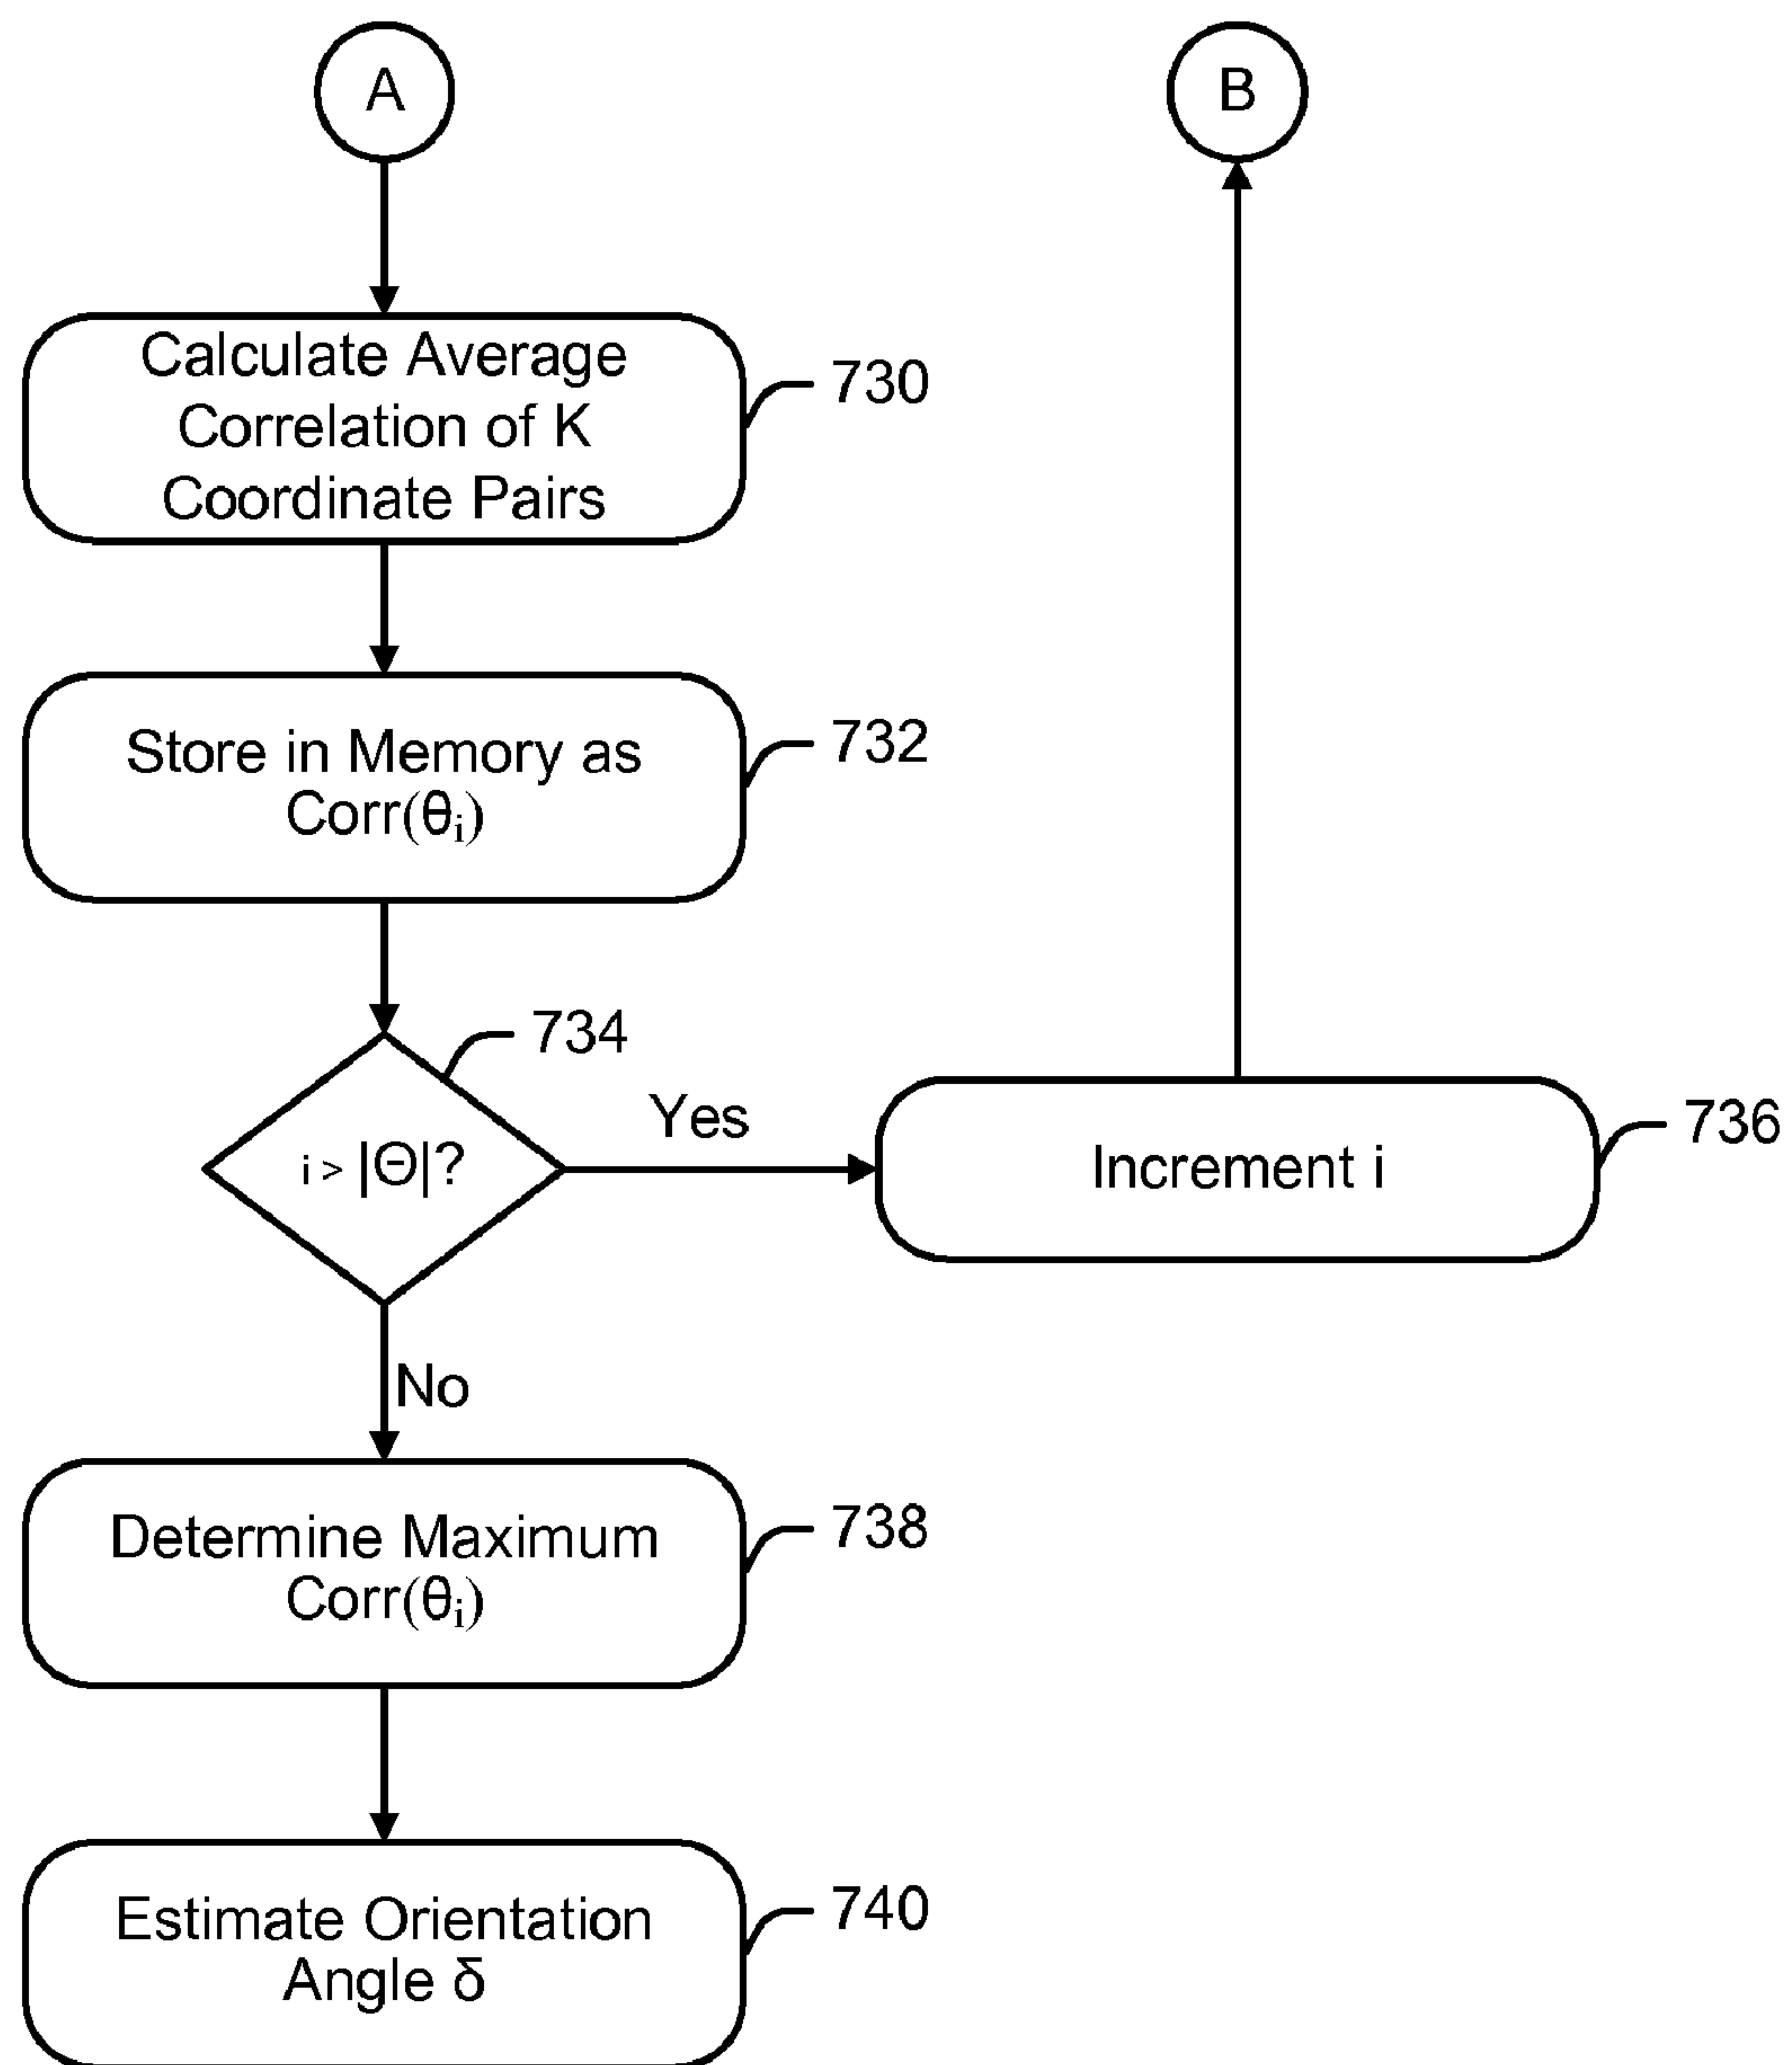 A
B
Calculate Average
Correlation of K
Coordinate Pairs
730
Store in Memory as
Corr(θi)
732
734
i > |Θ|?
Yes
Increment i
736
No
Determine Maximum
Corr(θi)
738
Estimate Orientation
Angle δ
740